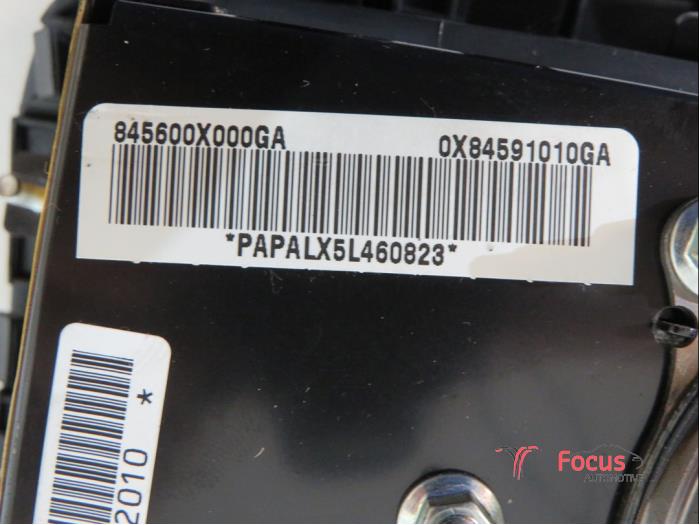 845600X000GA 0X84591010GA
*PAPALX5L460823*
2010 *
Focus
AUTOMOTIVE